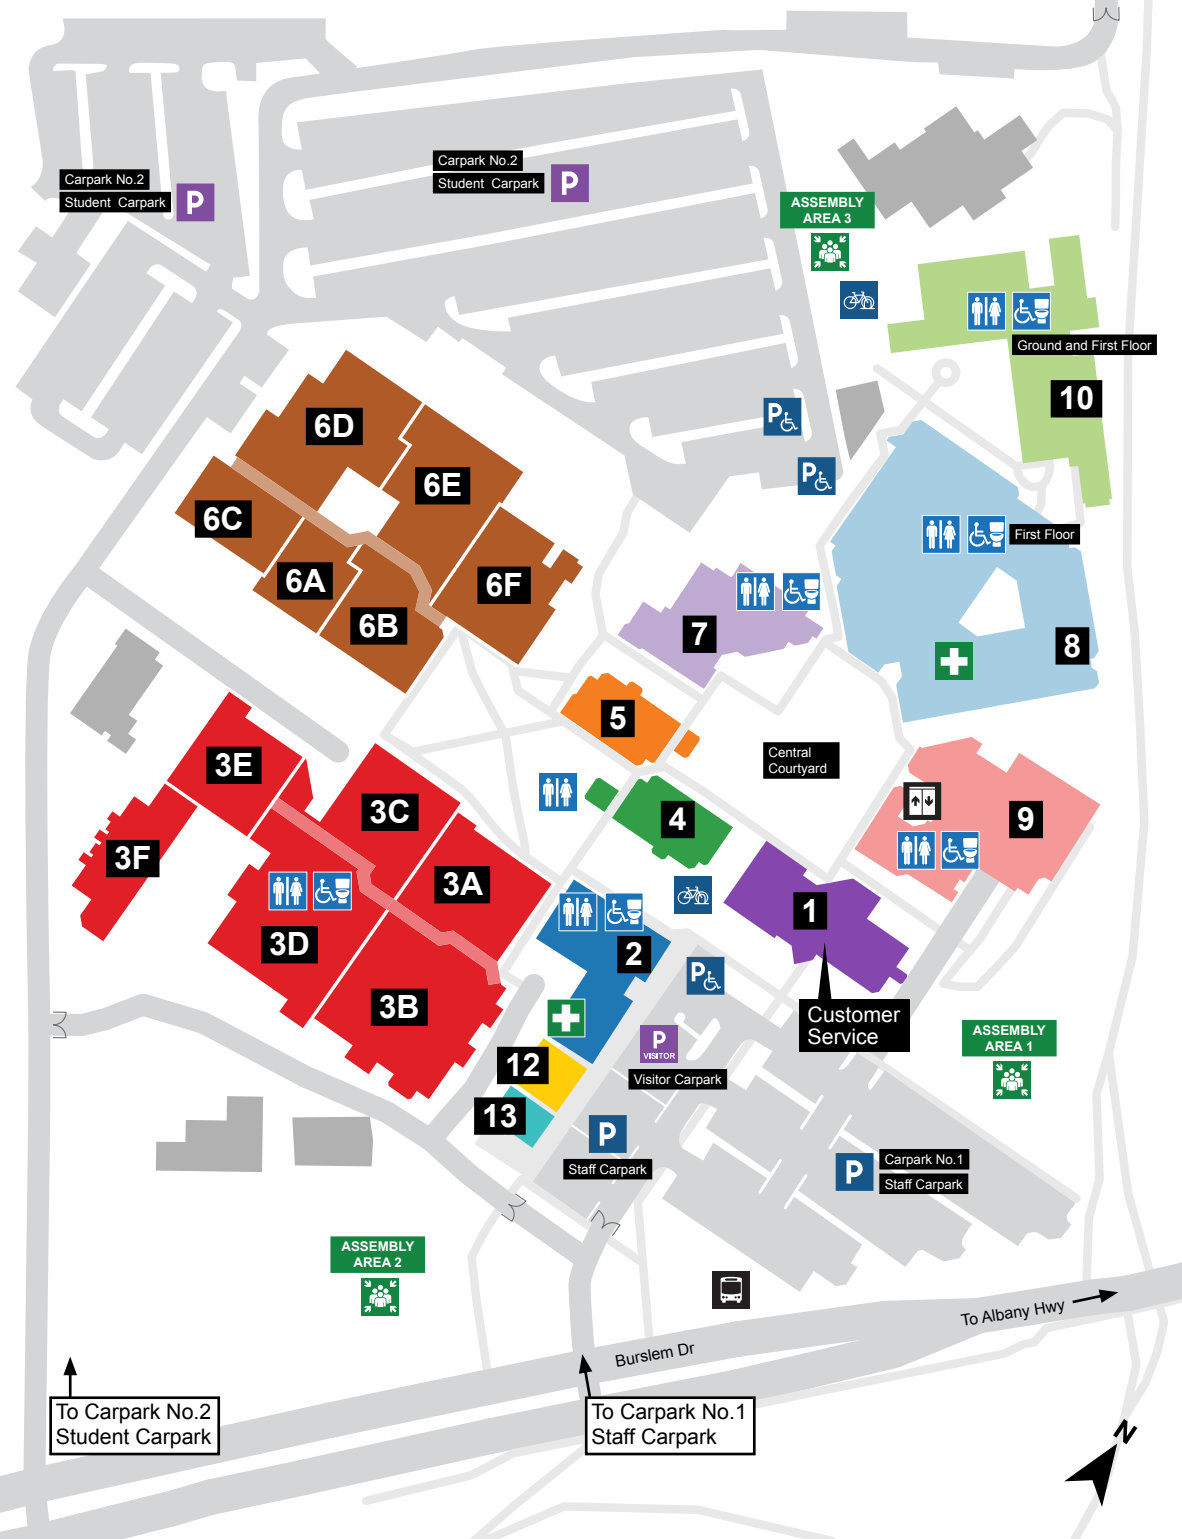 Carpark No.2
Student Carpark
P
Carpark No.2
Student Carpark
P
ASSEMBLY
AREA 3
Ground and First Floor
10
P
P
6D
6E
6C
6A
6F
6B
First Floor
8
7
5
Central
Courtyard
3E
3C
4
9
3F
3A
1
3D
2
P
3B
Customer
Service
P
VISITOR
Visitor Carpark
ASSEMBLY
AREA 1
12
13
P
Staff Carpark
P
Carpark No.1
Staff Carpark
ASSEMBLY
AREA 2
To Albany Hwy
Burslem Dr
To Carpark No.2
Student Carpark
To Carpark No.1
Staff Carpark
N